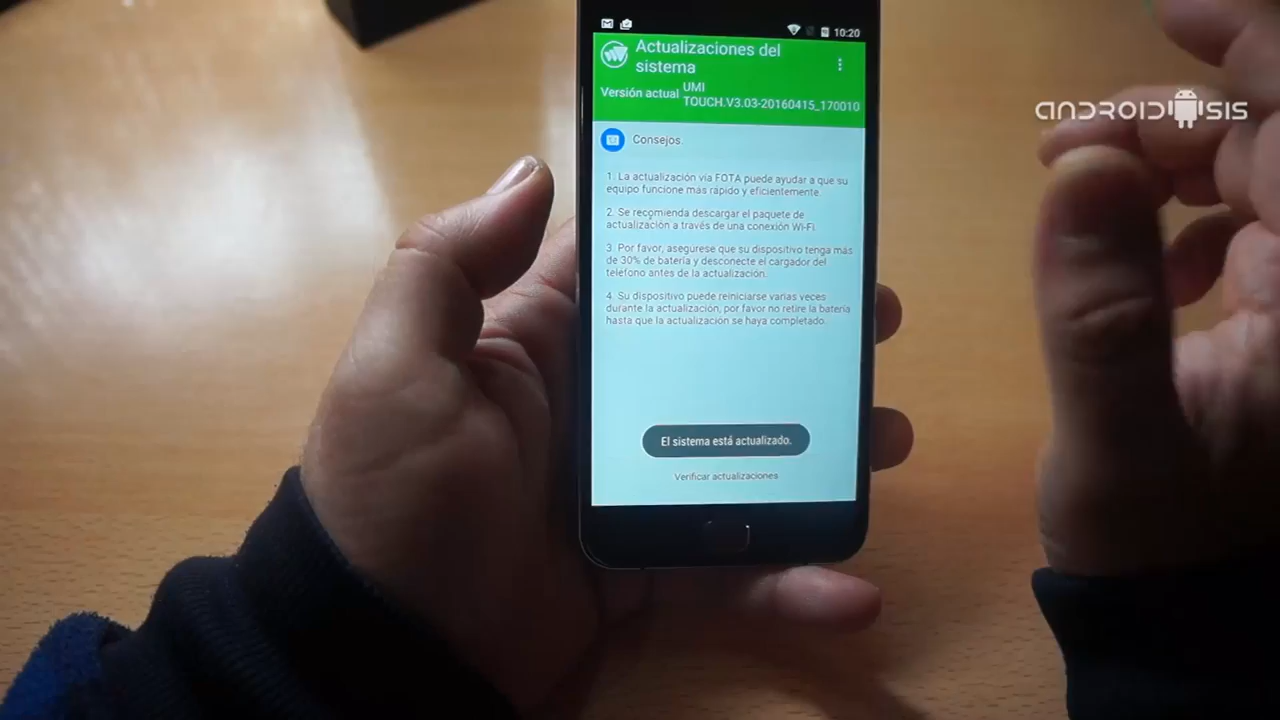 10:20
Actualizaciones del
sistema
Versión actual UMI
TOUCH.V3.03-20160415_170010
ANDROIDSIS
Consejos.
1. La actualización vía FOTA puede ayudar a que su
equipo funcione más rápido y eficientemente.
2. Se recomienda descargar el paquete de
actualización a través de una conexión Wi-Fi.
3. Por favor, asegúrese que su dispositivo tenga más
de 30% de batería y desconecte el cargador del
teléfono antes de la actualización.
4. Su dispositivo puede reiniciarse varias veces
durante la actualización, por favor no retire la batería
hasta que la actualización se haya completado.
El sistema está actualizado.
Verificar actualizaciones